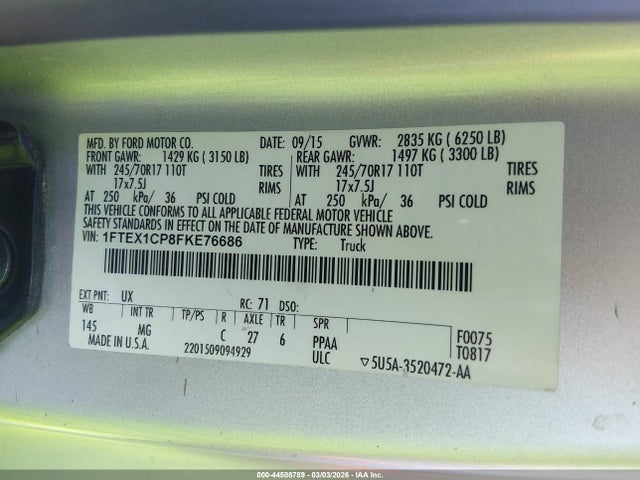 MFD. BY FORD MOTOR CO. DATE: 09/15 GVWR: 2835 KG ( 6250 LB)
FRONT GAWR: 1429 KG ( 3150 LB) REAR GAWR: 1497 KG ( 3300 LB)
WITH 245/70R17 110T TIRES WITH 245/70R17 110T TIRES
17x7.5J RIMS 17x7.5J RIMS
AT 250 kPa/ 36 PSI COLD AT 250 kPa/ 36 PSI COLD
THIS VEHICLE CONFORMS TO ALL APPLICABLE FEDERAL MOTOR VEHICLE
SAFETY STANDARDS IN EFFECT ON THE DATE OF MANUFACTURE SHOWN ABOVE.
VIN: 1FTEX1CP8FKE76686 TYPE: Truck
EXT PNT: UX RC: 71 DSO:
WB INT TR TP/PS R AXLE TR SPR
145 MG C 27 6 PPAA F0075
MADE IN U.S.A. 2201509094929 ULC T0817
▽5U5A-3520472-AA
000-44508789 - 03/03/2026 - IAA Inc.